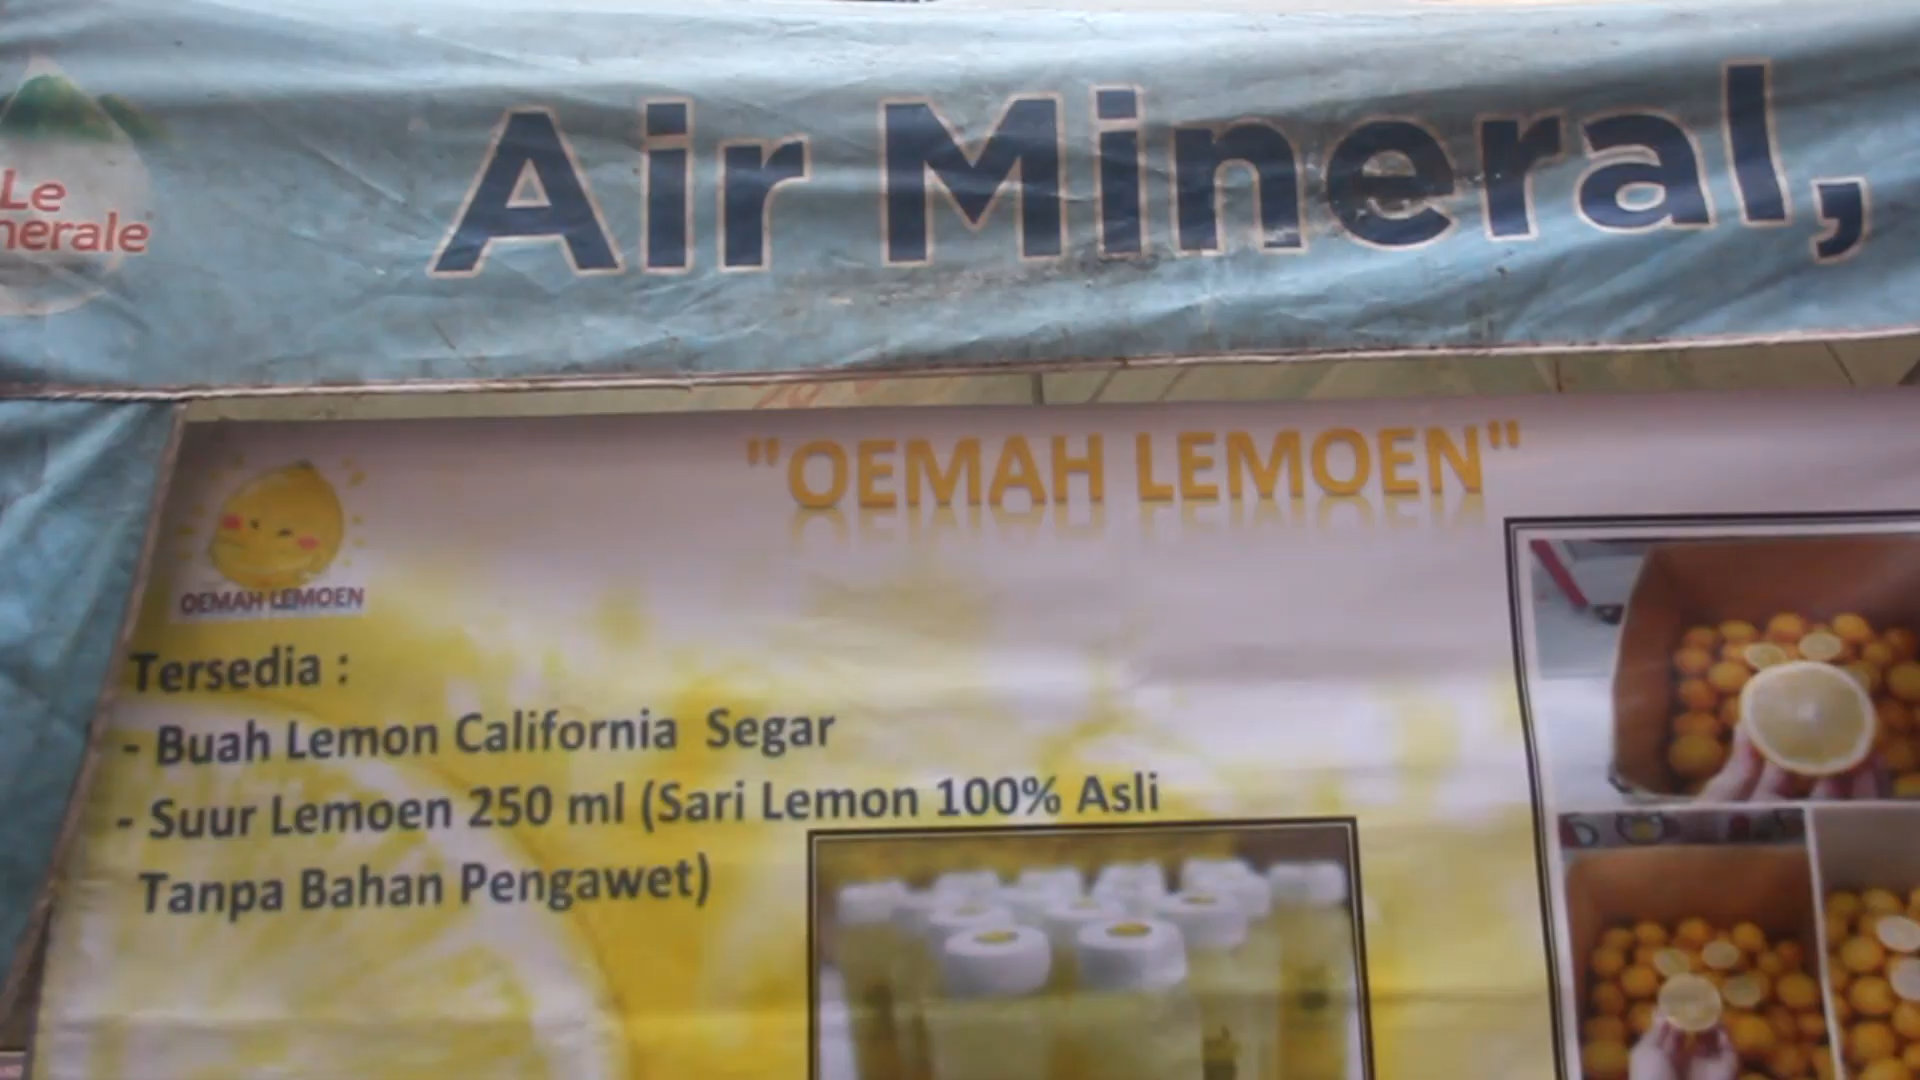 Le
nerale
Air Mineral,
"OEMAH LEMOEN"
OEMAH LEMOEN
Tersedia :
- Buah Lemon California Segar
- Suur Lemoen 250 ml (Sari Lemon 100% Asli
Tanpa Bahan Pengawet)